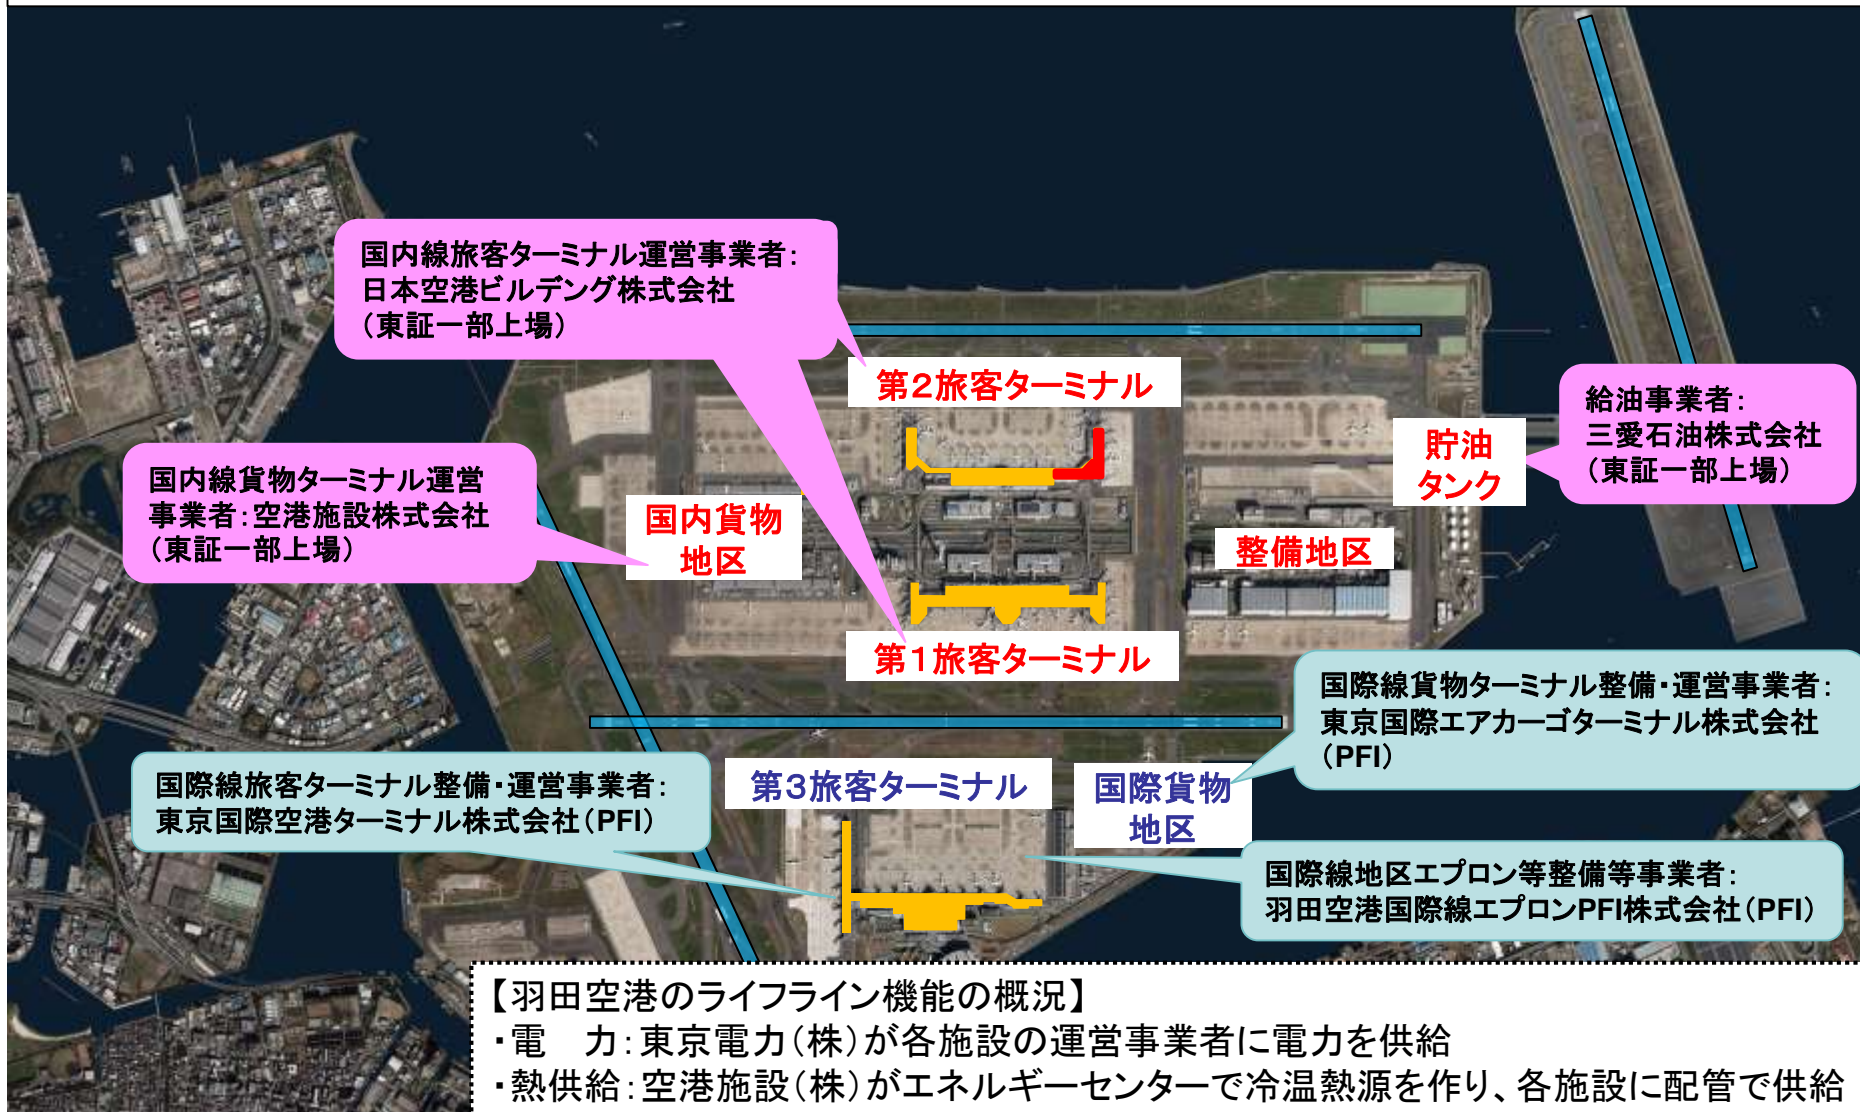 国内線旅客ターミナル運営事業者：
日本空港ビルデング株式会社
（東証一部上場）
第２旅客ターミナル
給油事業者：
三愛石油株式会社
（東証一部上場）
貯油
タンク
国内線貨物ターミナル運営
事業者：空港施設株式会社
（東証一部上場）
国内貨物
地区
整備地区
第１旅客ターミナル
国際線貨物ターミナル整備・運営事業者：
東京国際エアカーゴターミナル株式会社
（PFI）
国際線旅客ターミナル整備・運営事業者：
東京国際空港ターミナル株式会社（PFI）
第３旅客ターミナル
国際貨物
地区
国際線地区エプロン等整備等事業者：
羽田空港国際線エプロンPFI株式会社（PFI）
【羽田空港のライフライン機能の概況】
・電　力：東京電力（株）が各施設の運営事業者に電力を供給
・熱供給：空港施設（株）がエネルギーセンターで冷温熱源を作り、各施設に配管で供給